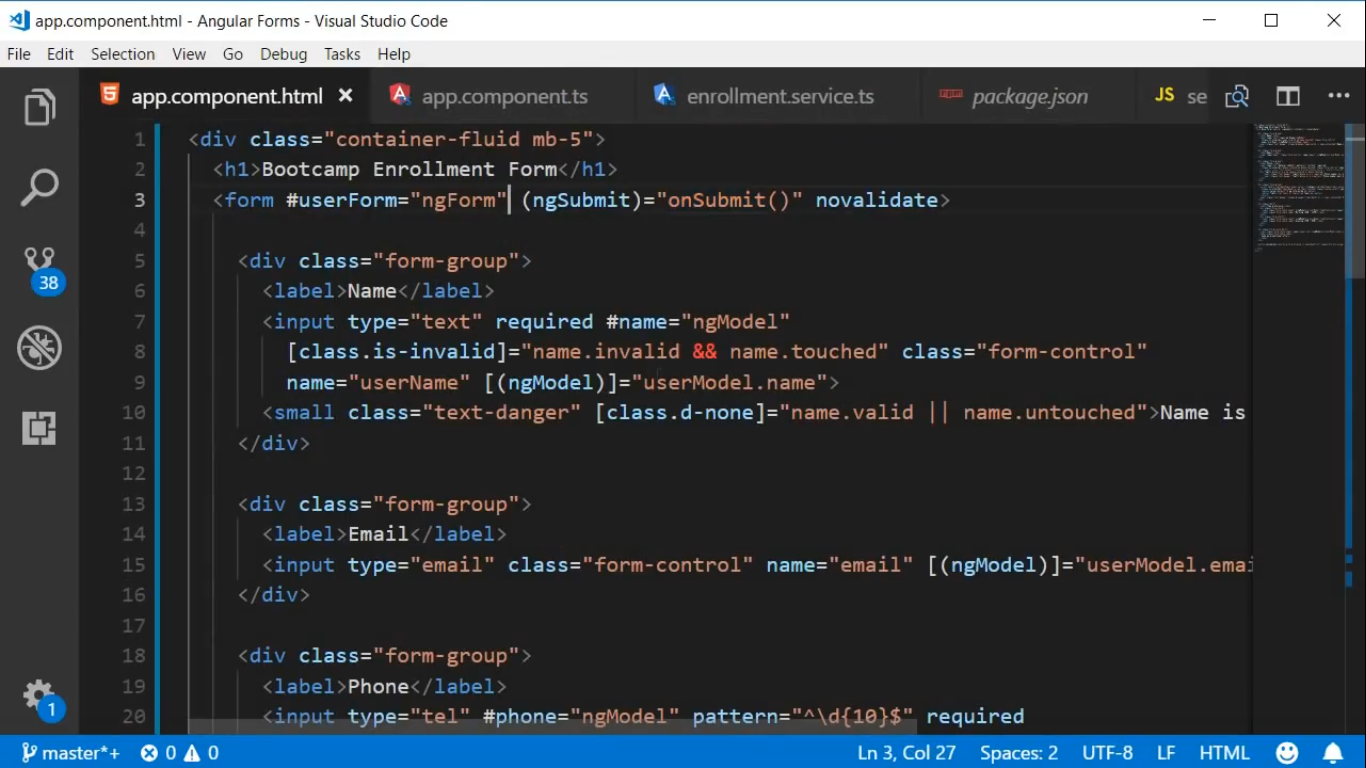 app.component.html - Angular Forms - Visual Studio Code
File Edit Selection View Go Debug Tasks Help
app.component.html app.component.ts enrollment.service.ts package.json JS se
1 <div class="container-fluid mb-5">
2 <h1>Bootcamp Enrollment Form</h1>
3 <form #userForm="ngForm" (ngSubmit)="onSubmit()" novalidate>
4
5 <div class="form-group">
6 <label>Name</label>
7 <input type="text" required #name="ngModel"
8 [class.is-invalid]="name.invalid && name.touched" class="form-control"
9 name="userName" [(ngModel)]="userModel.name">
10 <small class="text-danger" [class.d-none]="name.valid || name.untouched">Name is
11 </div>
12
13 <div class="form-group">
14 <label>Email</label>
15 <input type="email" class="form-control" name="email" [(ngModel)]="userModel.emai
16 </div>
17
18 <div class="form-group">
19 <label>Phone</label>
20 <input type="tel" #phone="ngModel" pattern="^\d{10}$" required
38
1
master*+ 0 0 Ln 3, Col 27 Spaces: 2 UTF-8 LF HTML